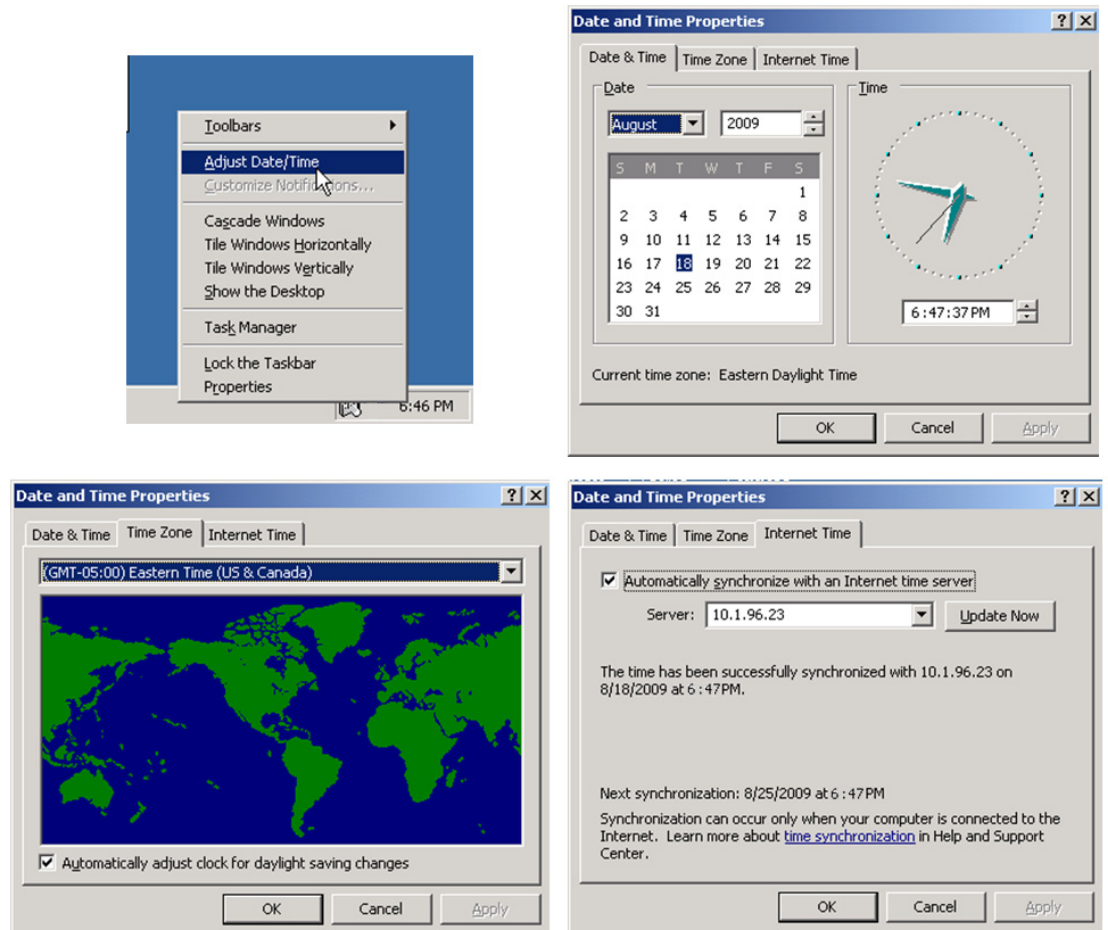 Toolbars
Adjust Date/Time
Customize Notifications...
Cascade Windows
Tile Windows Horizontally
Tile Windows Vertically
Show the Desktop
Task Manager
Lock the Taskbar
Properties
6:46 PM
Date and Time Properties
Date & Time Time Zone Internet Time
Date
August 2009
S M T W T F S
1
2 3 4 5 6 7 8
9 10 11 12 13 14 15
16 17 18 19 20 21 22
23 24 25 26 27 28 29
30 31
Time
6:47:37 PM
Current time zone: Eastern Daylight Time
OK Cancel Apply
Date and Time Properties
Date & Time Time Zone Internet Time
(GMT-05:00) Eastern Time (US & Canada)
Automatically adjust clock for daylight saving changes
OK Cancel Apply
Date and Time Properties
Date & Time Time Zone Internet Time
Automatically synchronize with an Internet time server
Server: 10.1.96.23 Update Now
The time has been successfully synchronized with 10.1.96.23 on
8/18/2009 at 6:47PM.
Next synchronization: 8/25/2009 at 6:47PM
Synchronization can occur only when your computer is connected to the
Internet. Learn more about time synchronization in Help and Support
Center.
OK Cancel Apply